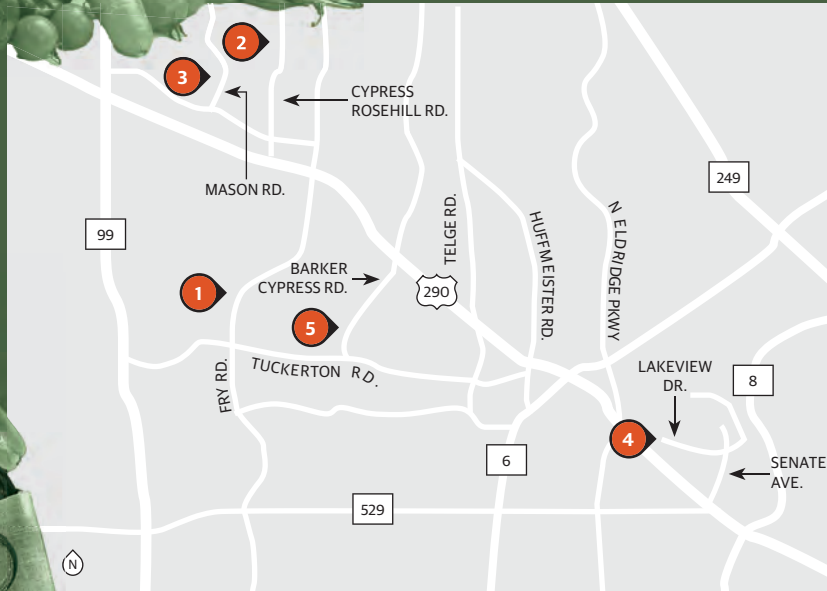 2
3
CYPRESS
ROSEHILL RD.
MASON RD.
249
99
TELGE RD.
HUFFMEISTER RD.
N ELDRIDGE PKWY
BARKER
CYPRESS RD.
290
1
5
FRY RD.
TUCKERTON RD.
LAKEVIEW
DR.
8
4
6
SENATE
AVE.
529
N